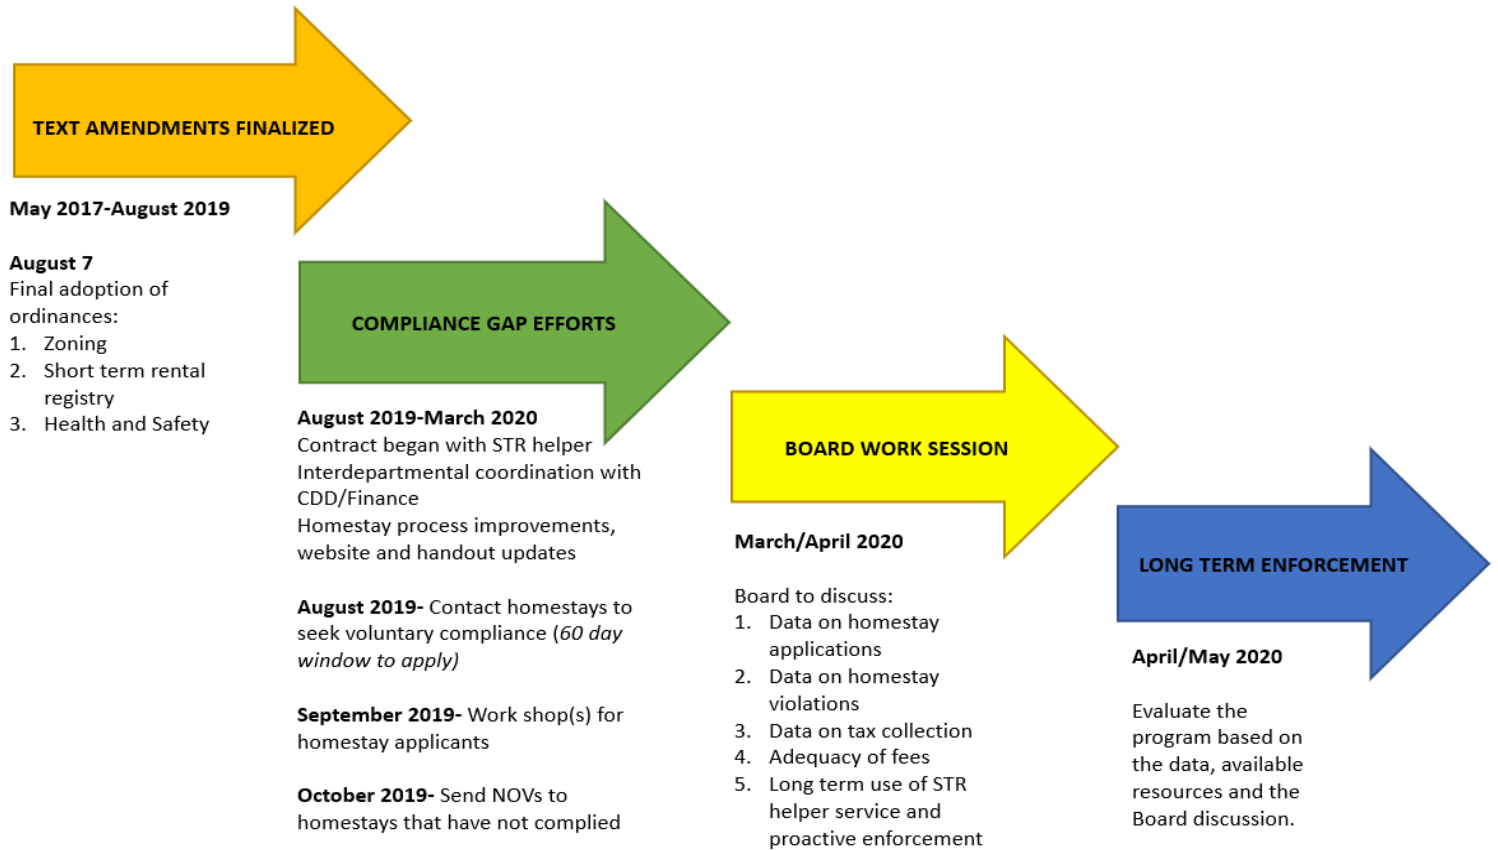 TEXT AMENDMENTS FINALIZED
May 2017-August 2019
August 7
Final adoption of
ordinances:
1. Zoning
2. Short term rental
registry
3. Health and Safety
COMPLIANCE GAP EFFORTS
August 2019-March 2020
Contract began with STR helper
Interdepartmental coordination with
CDD/Finance
Homestay process improvements,
website and handout updates
August 2019- Contact homestays to
seek voluntary compliance (60 day
window to apply)
September 2019- Work shop(s) for
homestay applicants
October 2019- Send NOVs to
homestays that have not complied
BOARD WORK SESSION
March/April 2020
Board to discuss:
1. Data on homestay
applications
2. Data on homestay
violations
3. Data on tax collection
4. Adequacy of fees
5. Long term use of STR
helper service and
proactive enforcement
LONG TERM ENFORCEMENT
April/May 2020
Evaluate the
program based on
the data, available
resources and the
Board discussion.